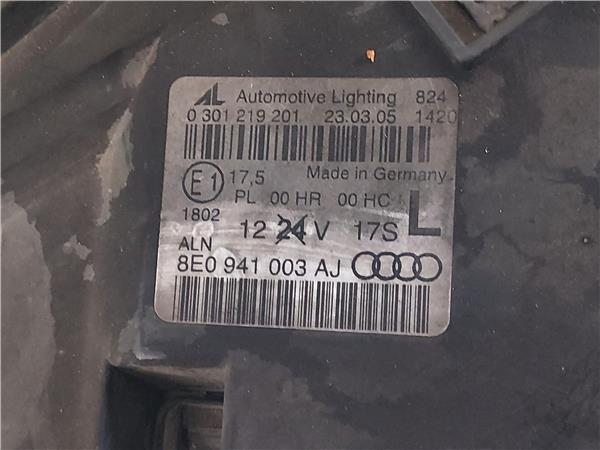 AL Automotive Lighting 824
0 301 219 201 23.03.05 1420
Made in Germany
E1 17,5
PL 00 HR 00 HC L
1802
12 24 V 17S
ALN
8E0 941 003 AJ